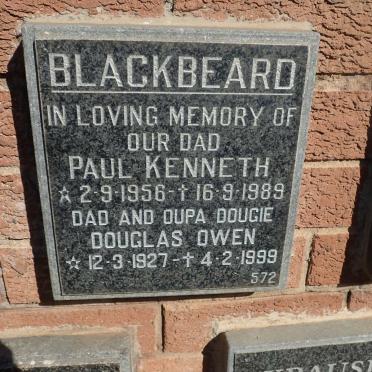 BLACKBEARD
IN LOVING MEMORY OF
OUR DAD
PAUL KENNETH
☆ 2·9·1956 - † 16·9·1989
DAD AND OUPA DOUGIE
DOUGLAS OWEN
☆ 12·3·1927 - † 4·2·1999
572